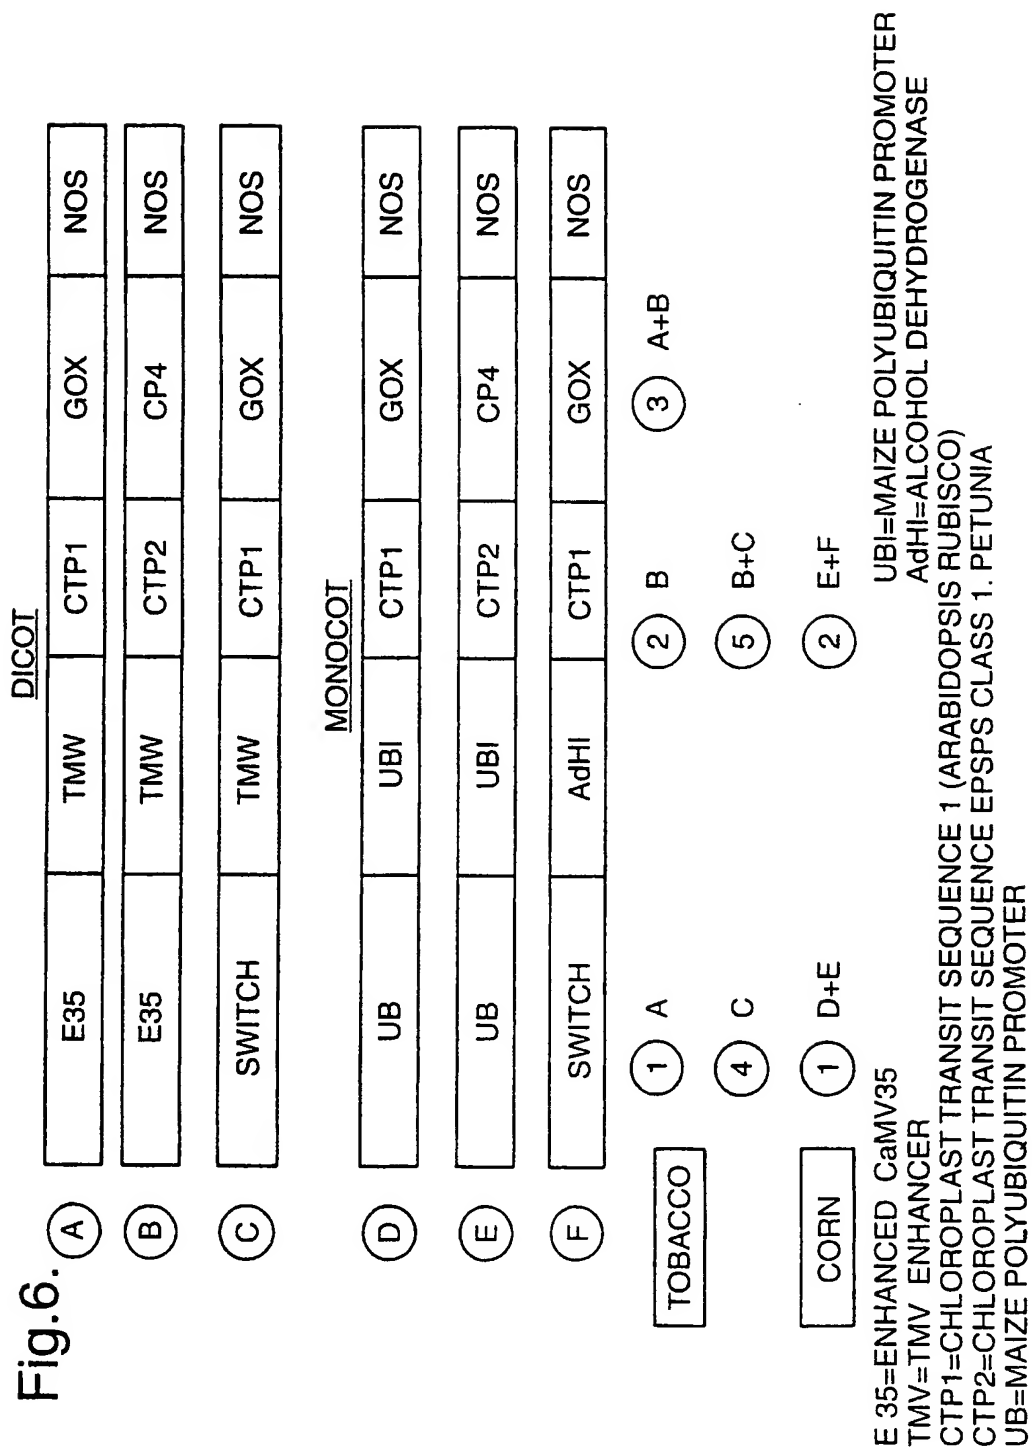 Fig.6.
DICOT
A E35 TMW CTP1 GOX NOS
B E35 TMW CTP2 CP4 NOS
C SWITCH TMW CTP1 GOX NOS
MONOCOT
D UB UBI CTP1 GOX NOS
E UB UBI CTP2 CP4 NOS
F SWITCH AdHI CTP1 GOX NOS
TOBACCO 1 A 2 B 3 A+B
4 C 5 B+C
CORN 1 D+E 2 E+F
E 35=ENHANCED CaMV35 UBI=MAIZE POLYUBIQUITIN PROMOTER
TMV=TMV ENHANCER AdHI=ALCOHOL DEHYDROGENASE
CTP1=CHLOROPLAST TRANSIT SEQUENCE 1 (ARABIDOPSIS RUBISCO)
CTP2=CHLOROPLAST TRANSIT SEQUENCE EPSPS CLASS 1. PETUNIA
UB=MAIZE POLYUBIQUITIN PROMOTER